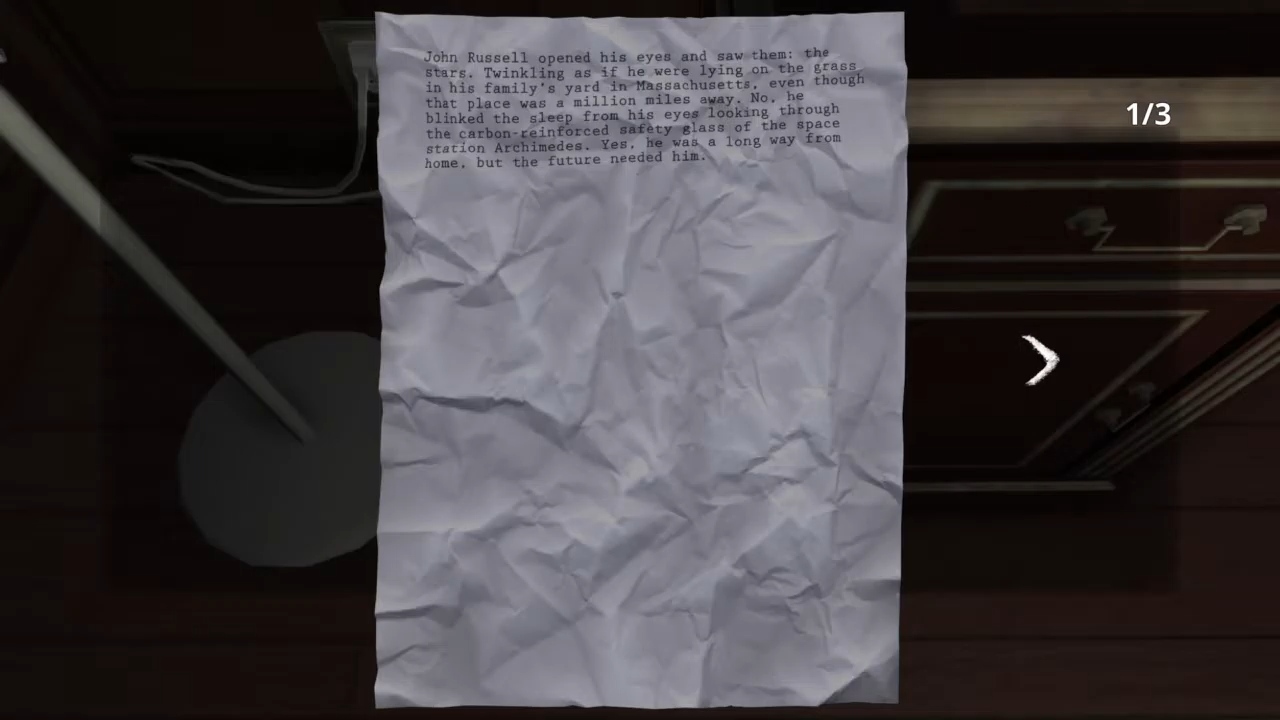 John Russell opened his eyes and saw them: the
stars. Twinkling as if he were lying on the grass
in his family's yard in Massachusetts, even though
that place was a million miles away. No, he
blinked the sleep from his eyes looking through
the carbon-reinforced safety glass of the space
station Archimedes. Yes, he was a long way from
home, but the future needed him.
1/3